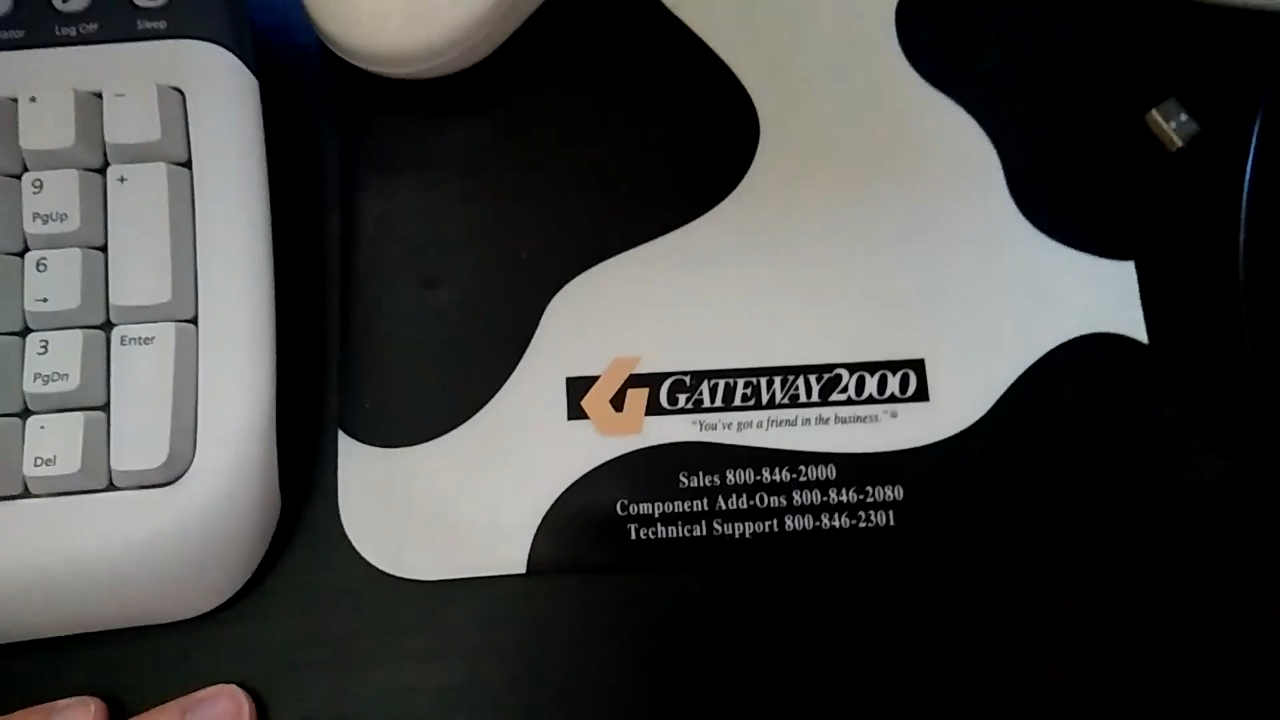 Log Off
Sleep
*
-
9
PgUp
+
6
→
3
PgDn
Enter
.
Del
G GATEWAY2000
"You've got a friend in the business."®
Sales 800-846-2000
Component Add-Ons 800-846-2080
Technical Support 800-846-2301